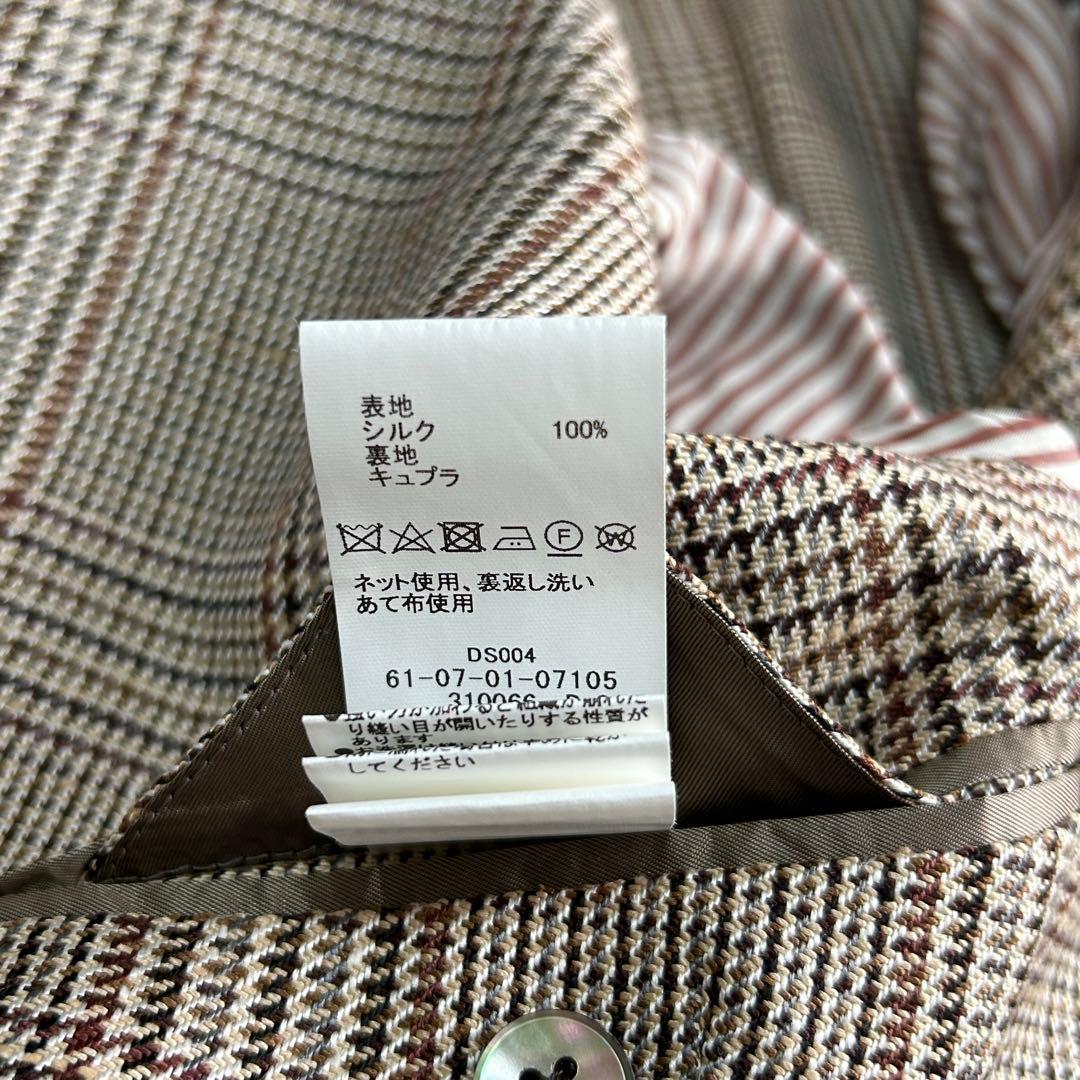 表地
シルク 100%
裏地
キュプラ
F
W
ネット使用、裏返し洗い
あて布使用
DS004
61-07-01-07105
310066
り縫い目が開いたりする性質が
あります
してください